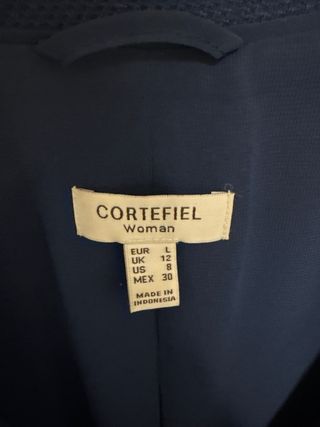 CORTEFIEL
Woman
EUR L
UK 12
US 8
MEX 30
MADE IN
INDONESIA